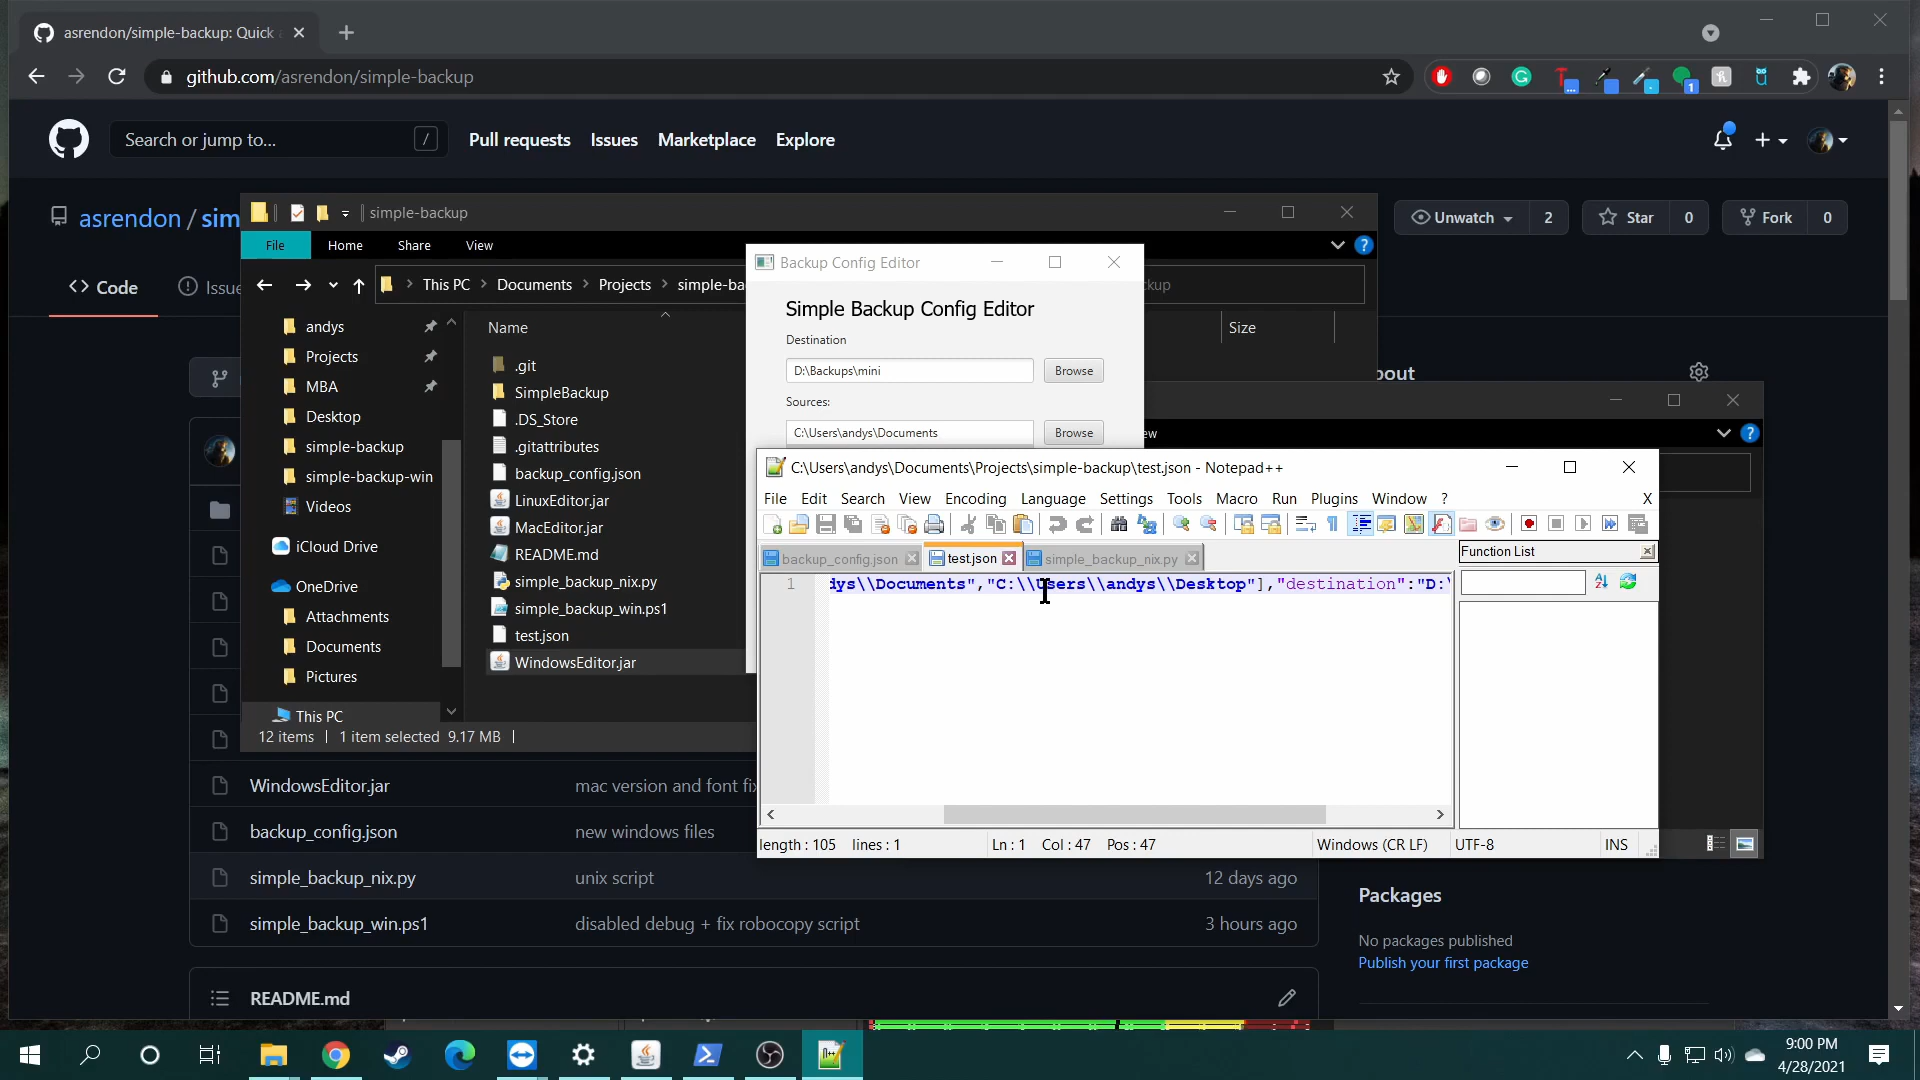 asrendon/simple-backup: Quick
github.com/asrendon/simple-backup
Search or jump to...
/
Pull requests
Issues
Marketplace
Explore
asrendon / sim
Unwatch
2
Star
0
Fork
0
Code
Issu
simple-backup
File
Home
Share
View
This PC
Documents
Projects
simple-ba
kup
Name
Size
andys
Projects
MBA
Desktop
simple-backup
simple-backup-win
Videos
iCloud Drive
OneDrive
Attachments
Documents
Pictures
This PC
.git
SimpleBackup
.DS_Store
.gitattributes
backup_config.json
LinuxEditor.jar
MacEditor.jar
README.md
simple_backup_nix.py
simple_backup_win.ps1
test.json
WindowsEditor.jar
12 items
1 item selected 9.17 MB
Backup Config Editor
Simple Backup Config Editor
Destination
D:\Backups\mini
Browse
Sources:
C:\Users\andys\Documents
Browse
bout
ew
C:\Users\andys\Documents\Projects\simple-backup\test.json - Notepad++
File Edit Search View Encoding Language Settings Tools Macro Run Plugins Window ?
X
backup_config.json
test.json
simple_backup_nix.py
Function List
1
dys\\Documents","C:\\Users\\andys\\Desktop"],"destination":"D:\
length : 105 lines : 1
Ln : 1 Col : 47 Pos : 47
Windows (CR LF)
UTF-8
INS
WindowsEditor.jar
mac version and font fix
backup_config.json
new windows files
simple_backup_nix.py
unix script
12 days ago
simple_backup_win.ps1
disabled debug + fix robocopy script
3 hours ago
README.md
Packages
No packages published
Publish your first package
9:00 PM
4/28/2021